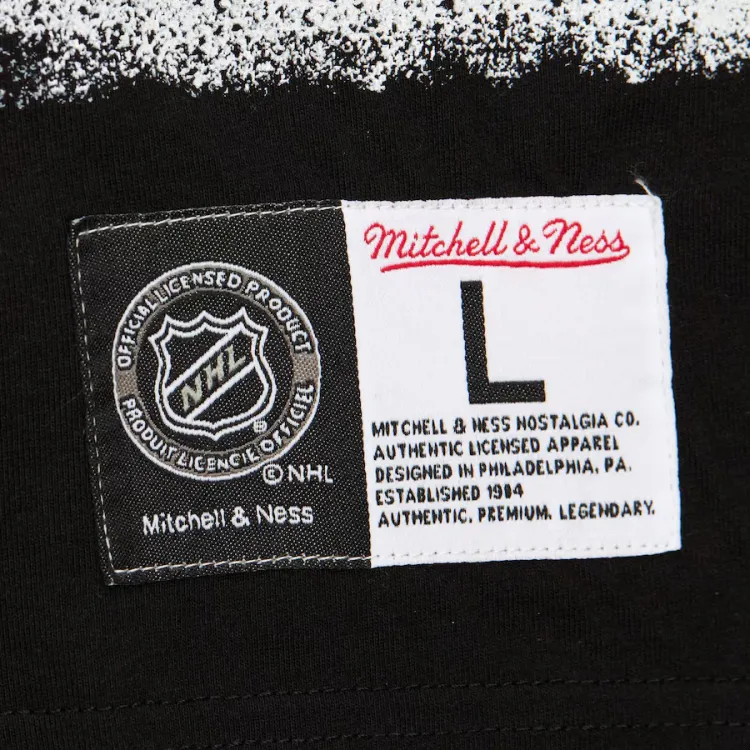 OFFICIAL LICENSED PRODUCT
NHL
®
PRODUIT LICENCIÉ OFFICIEL
© NHL
Mitchell & Ness
Mitchell & Ness
L
MITCHELL & NESS NOSTALGIA CO.
AUTHENTIC LICENSED APPAREL
DESIGNED IN PHILADELPHIA, PA.
ESTABLISHED 1904
AUTHENTIC. PREMIUM. LEGENDARY.